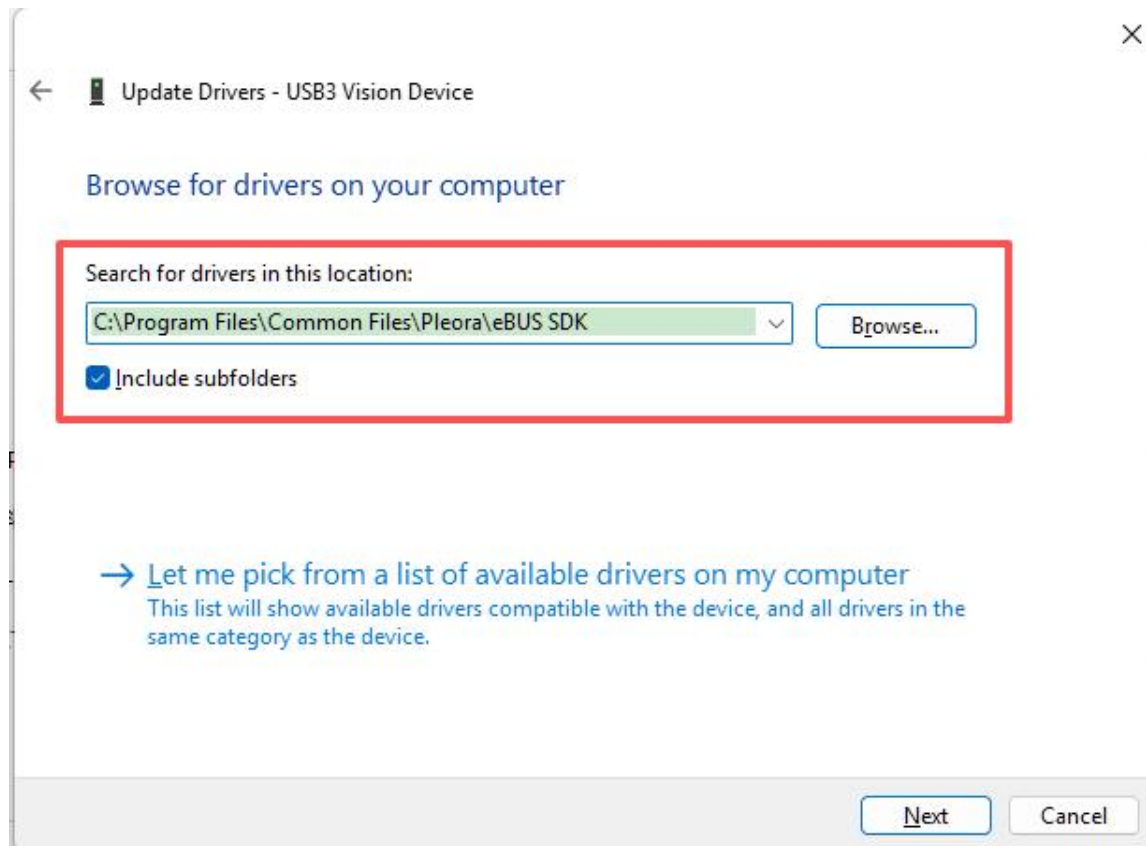 Update Drivers - USB3 Vision Device
Browse for drivers on your computer
Search for drivers in this location:
C:\Program Files\Common Files\Pleora\eBUS SDK
Browse...
Include subfolders
Let me pick from a list of available drivers on my computer
This list will show available drivers compatible with the device, and all drivers in the
same category as the device.
Next
Cancel